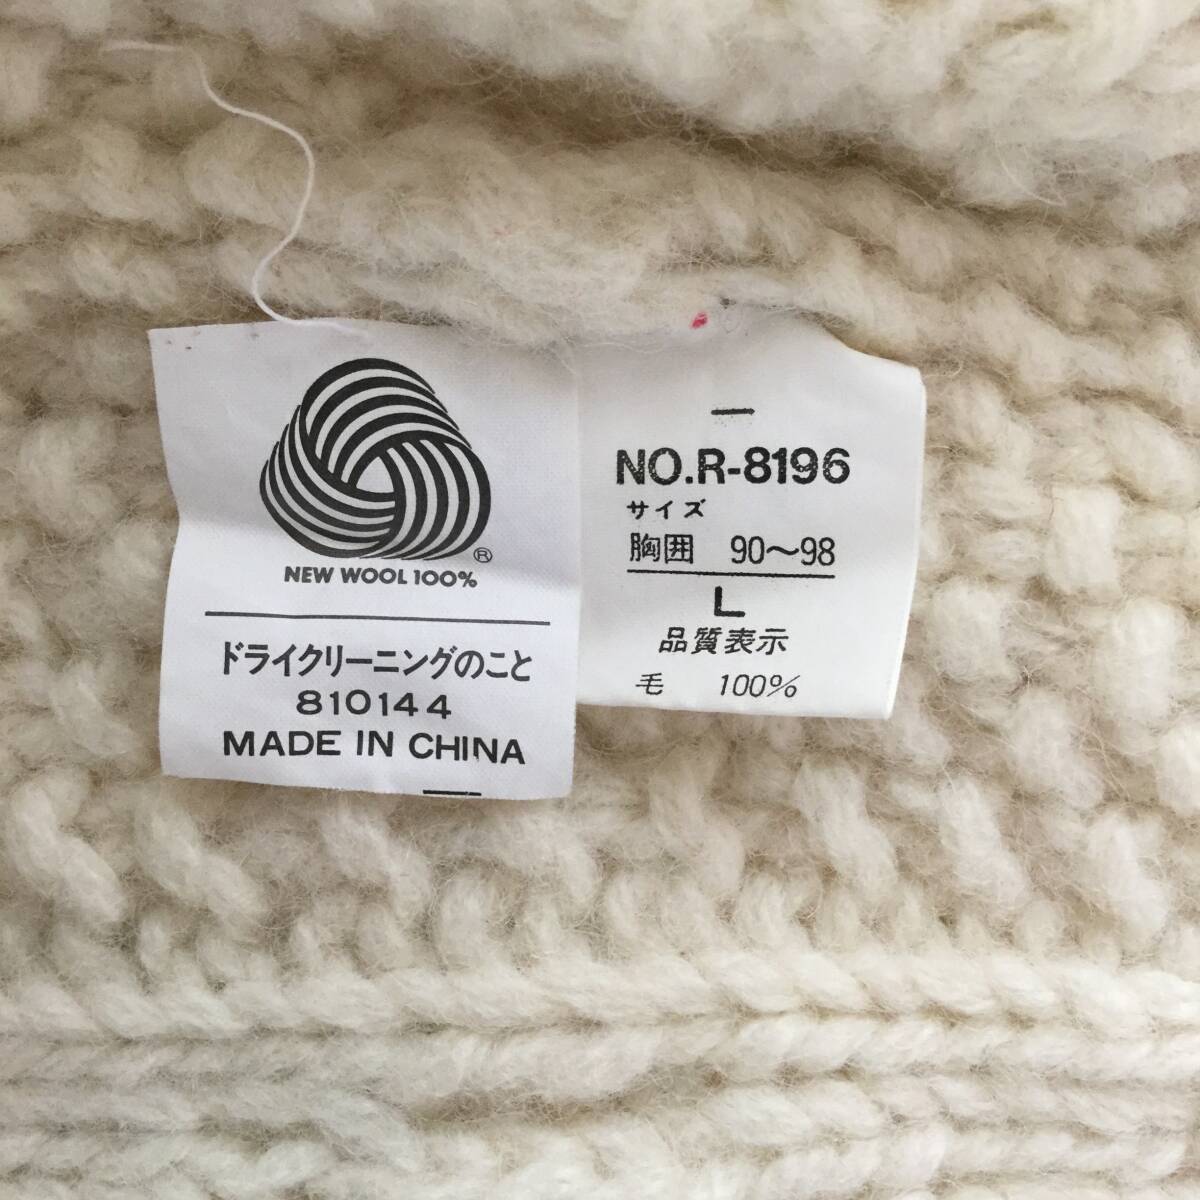 ®
NEW WOOL 100%
ドライクリーニングのこと
810144
MADE IN CHINA
NO.R-8196
サイズ
胸囲 90〜98
L
品質表示
毛 100%